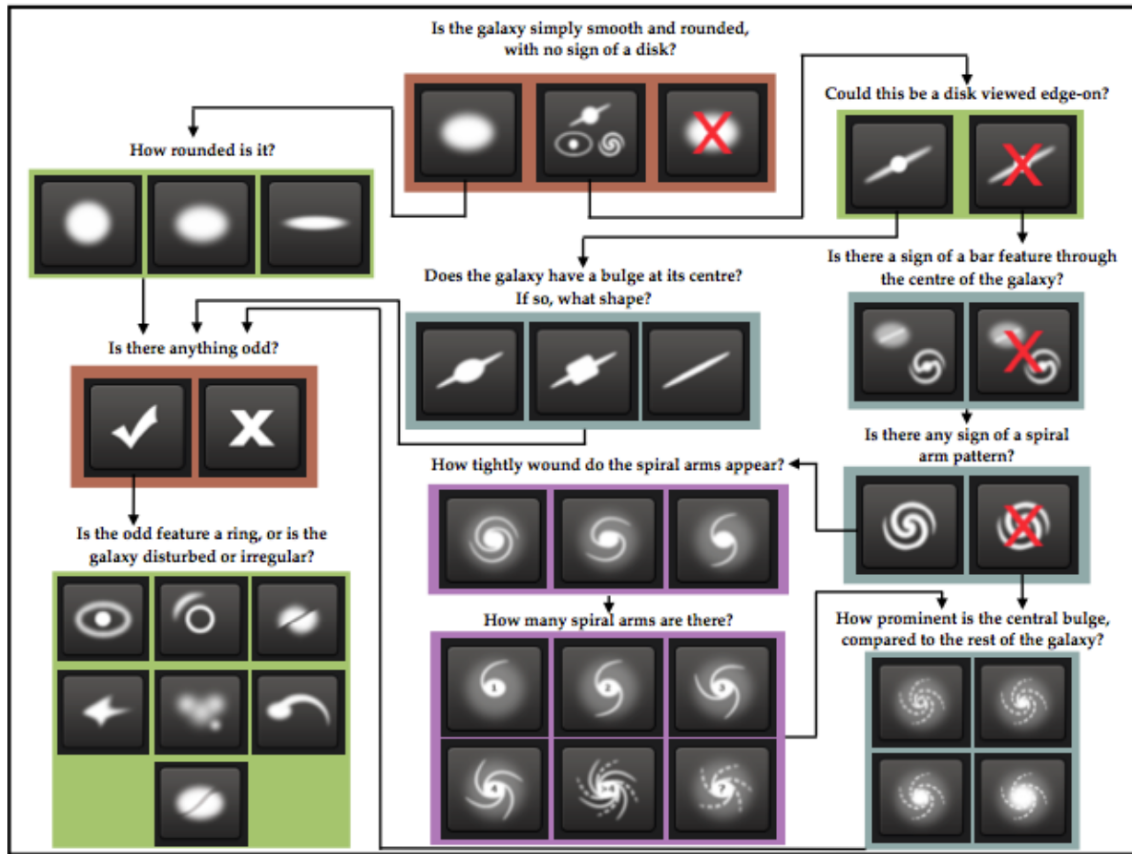 Is the galaxy simply smooth and rounded,
with no sign of a disk?
Could this be a disk viewed edge-on?
How rounded is it?
Does the galaxy have a bulge at its centre?
If so, what shape?
Is there a sign of a bar feature through
the centre of the galaxy?
Is there anything odd?
Is there any sign of a spiral
arm pattern?
How tightly wound do the spiral arms appear?
Is the odd feature a ring, or is the
galaxy disturbed or irregular?
How many spiral arms are there?
1
2
3
4
>4
?
How prominent is the central bulge,
compared to the rest of the galaxy?